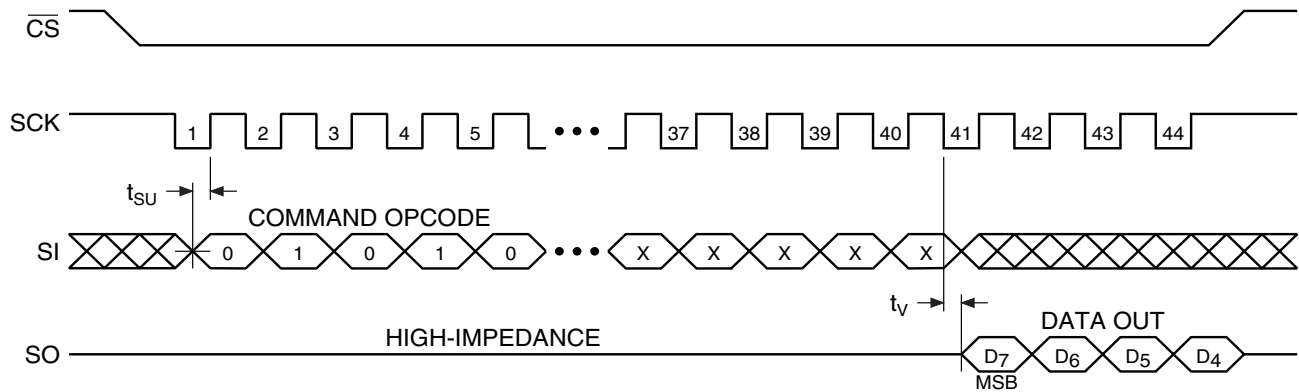 CS
SCK 1 2 3 4 5 ••• 37 38 39 40 41 42 43 44
tSU
COMMAND OPCODE
SI 0 1 0 1 0 ••• X X X X X
tV
HIGH-IMPEDANCE
DATA OUT
SO D7 D6 D5 D4
MSB